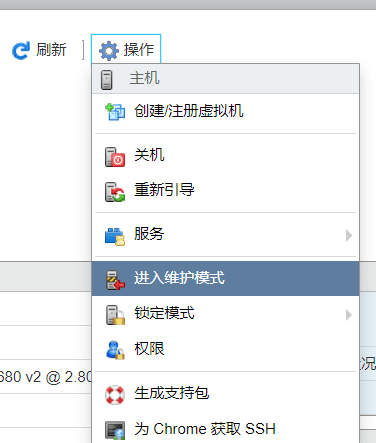 刷新
操作
主机
创建/注册虚拟机
关机
重新引导
服务
进入维护模式
锁定模式
权限
680 v2 @ 2.80
况
生成支持包
为 Chrome 获取 SSH